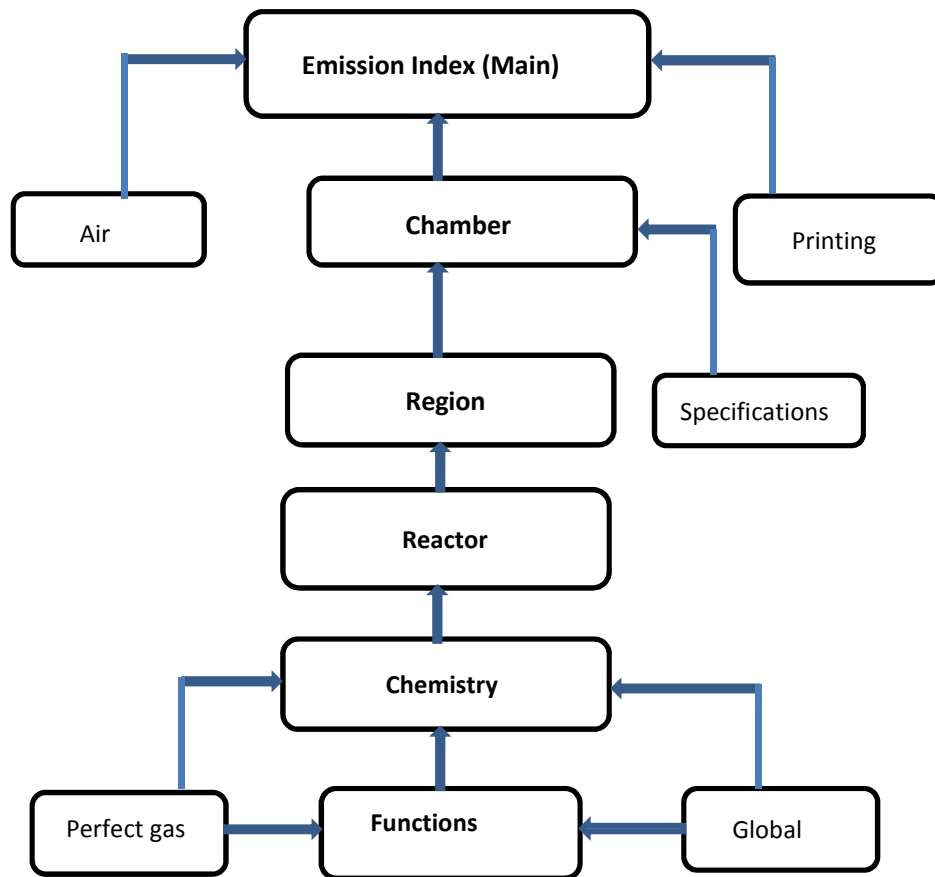 Emission Index (Main)
Air
Chamber
Printing
Region
Specifications
Reactor
Chemistry
Perfect gas
Functions
Global